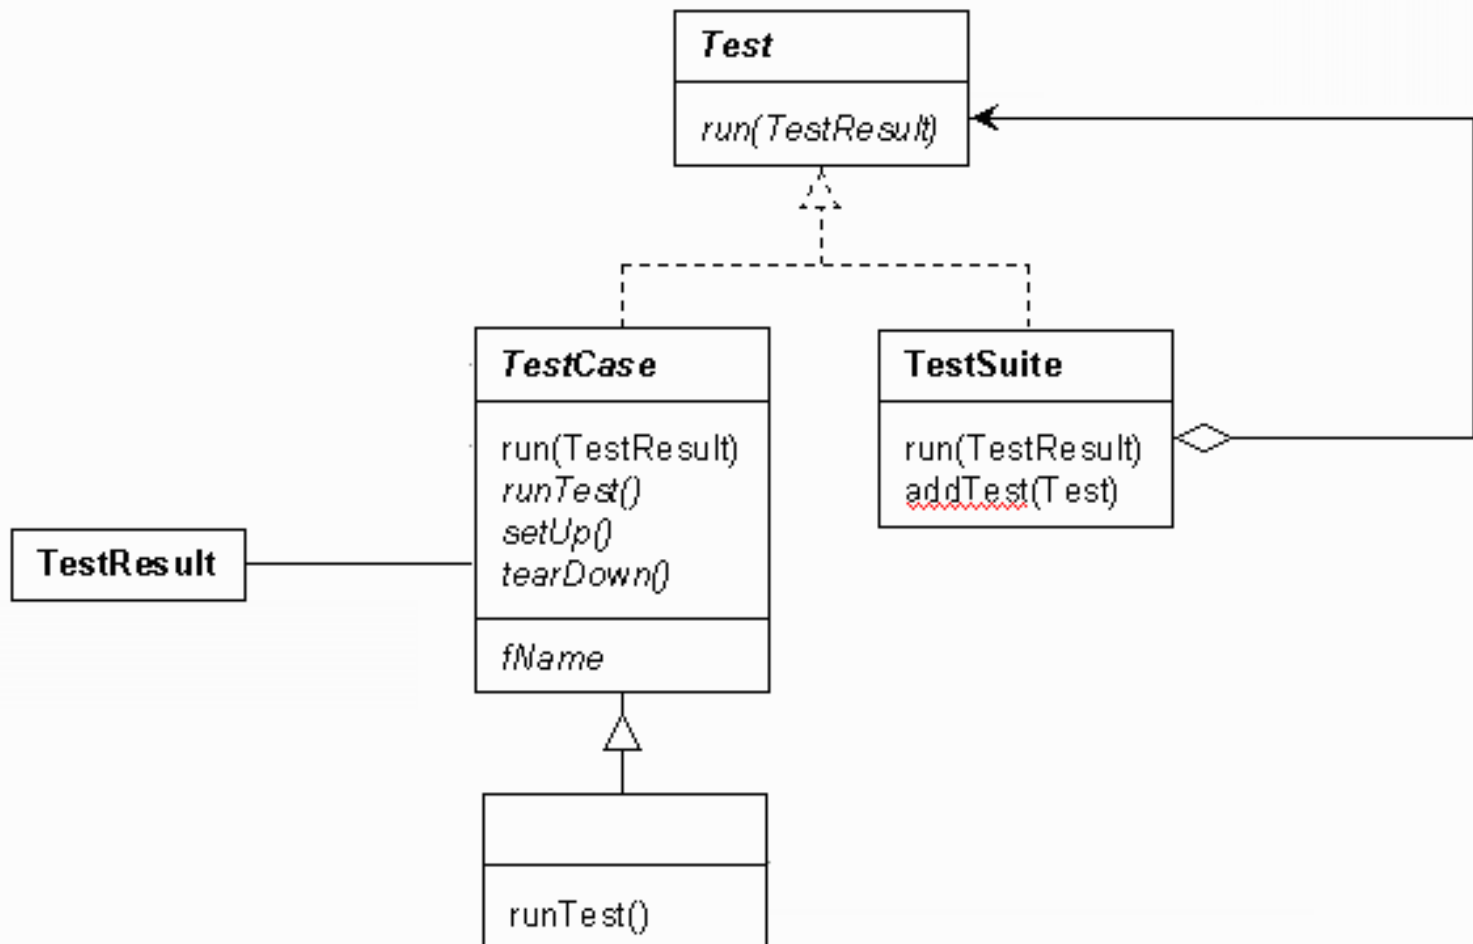 Test
run(TestResult)
TestCase
run(TestResult)
runTest()
setUp()
tearDown()
fName
TestSuite
run(TestResult)
addTest(Test)
TestResult
runTest()